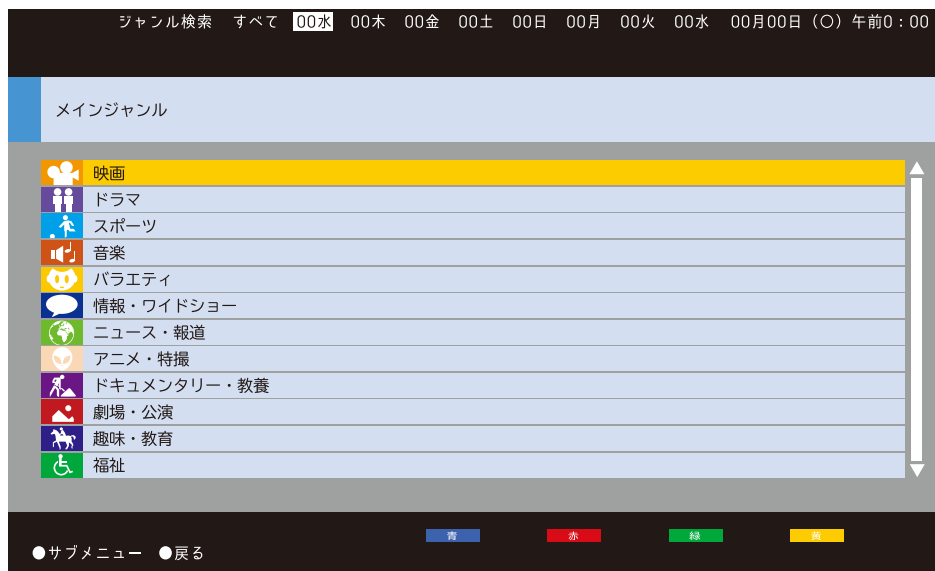 ジャンル検索 すべて 00水 00木 00金 00土 00日 00月 00火 00水 00月00日（○）午前0：00
メインジャンル
映画
ドラマ
スポーツ
音楽
バラエティ
情報・ワイドショー
ニュース・報道
アニメ・特撮
ドキュメンタリー・教養
劇場・公演
趣味・教育
福祉
青 赤 緑 黄
●サブメニュー ●戻る